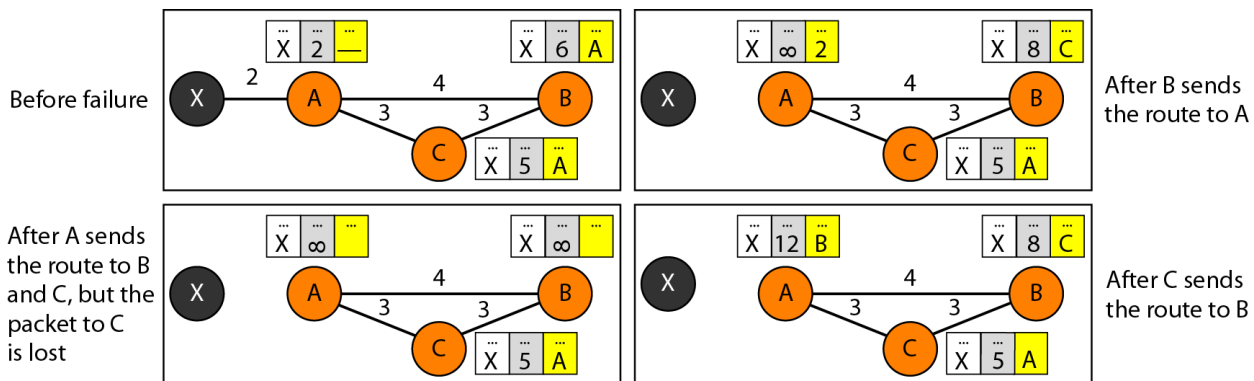 Before failure
... ... ...
X 2 —
... ... ...
X 6 A
2
4
X
A
B
3
3
C
... ... ...
X 5 A
... ... ...
X ∞ 2
... ... ...
X 8 C
4
X
A
B
3
3
C
... ... ...
X 5 A
After B sends
the route to A
After A sends
the route to B
and C, but the
packet to C
is lost
... ... ...
X ∞
... ... ...
X ∞
4
X
A
B
3
3
C
... ... ...
X 5 A
... ... ...
X 12 B
... ... ...
X 8 C
4
X
A
B
3
3
C
... ... ...
X 5 A
After C sends
the route to B